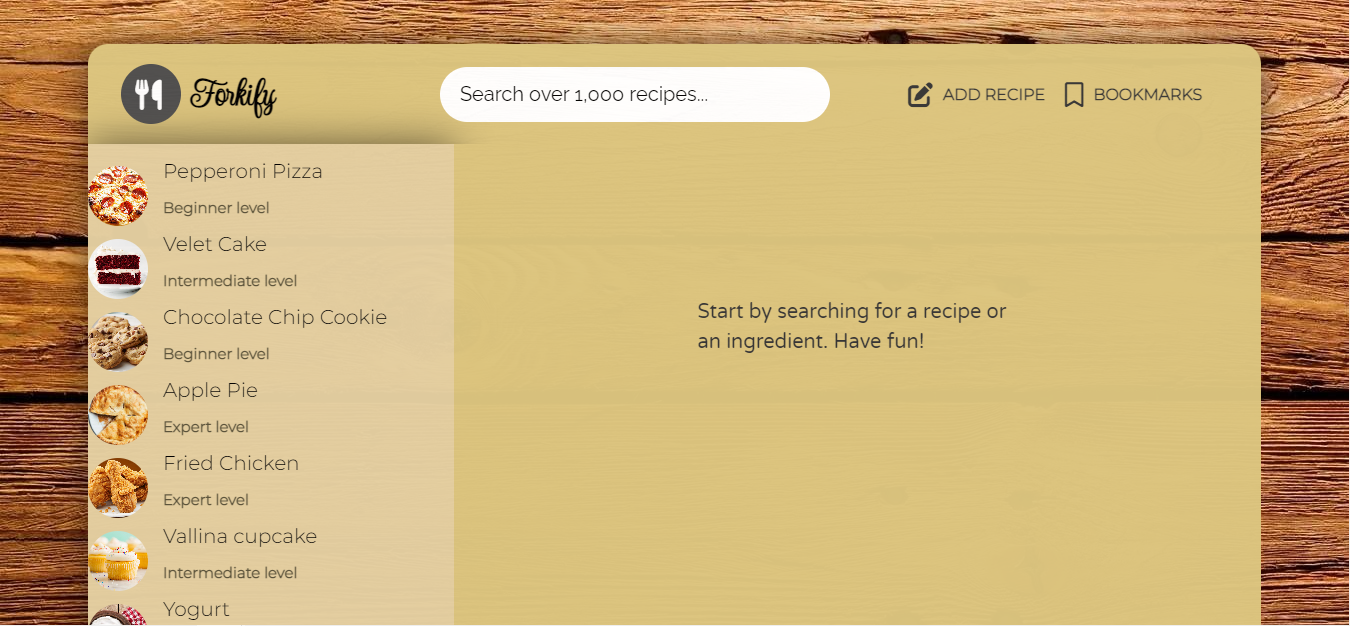 Forkify
Search over 1,000 recipes...
ADD RECIPE
BOOKMARKS
Pepperoni Pizza
Beginner level
Velet Cake
Intermediate level
Chocolate Chip Cookie
Beginner level
Apple Pie
Expert level
Fried Chicken
Expert level
Vallina cupcake
Intermediate level
Yogurt
Start by searching for a recipe or
an ingredient. Have fun!